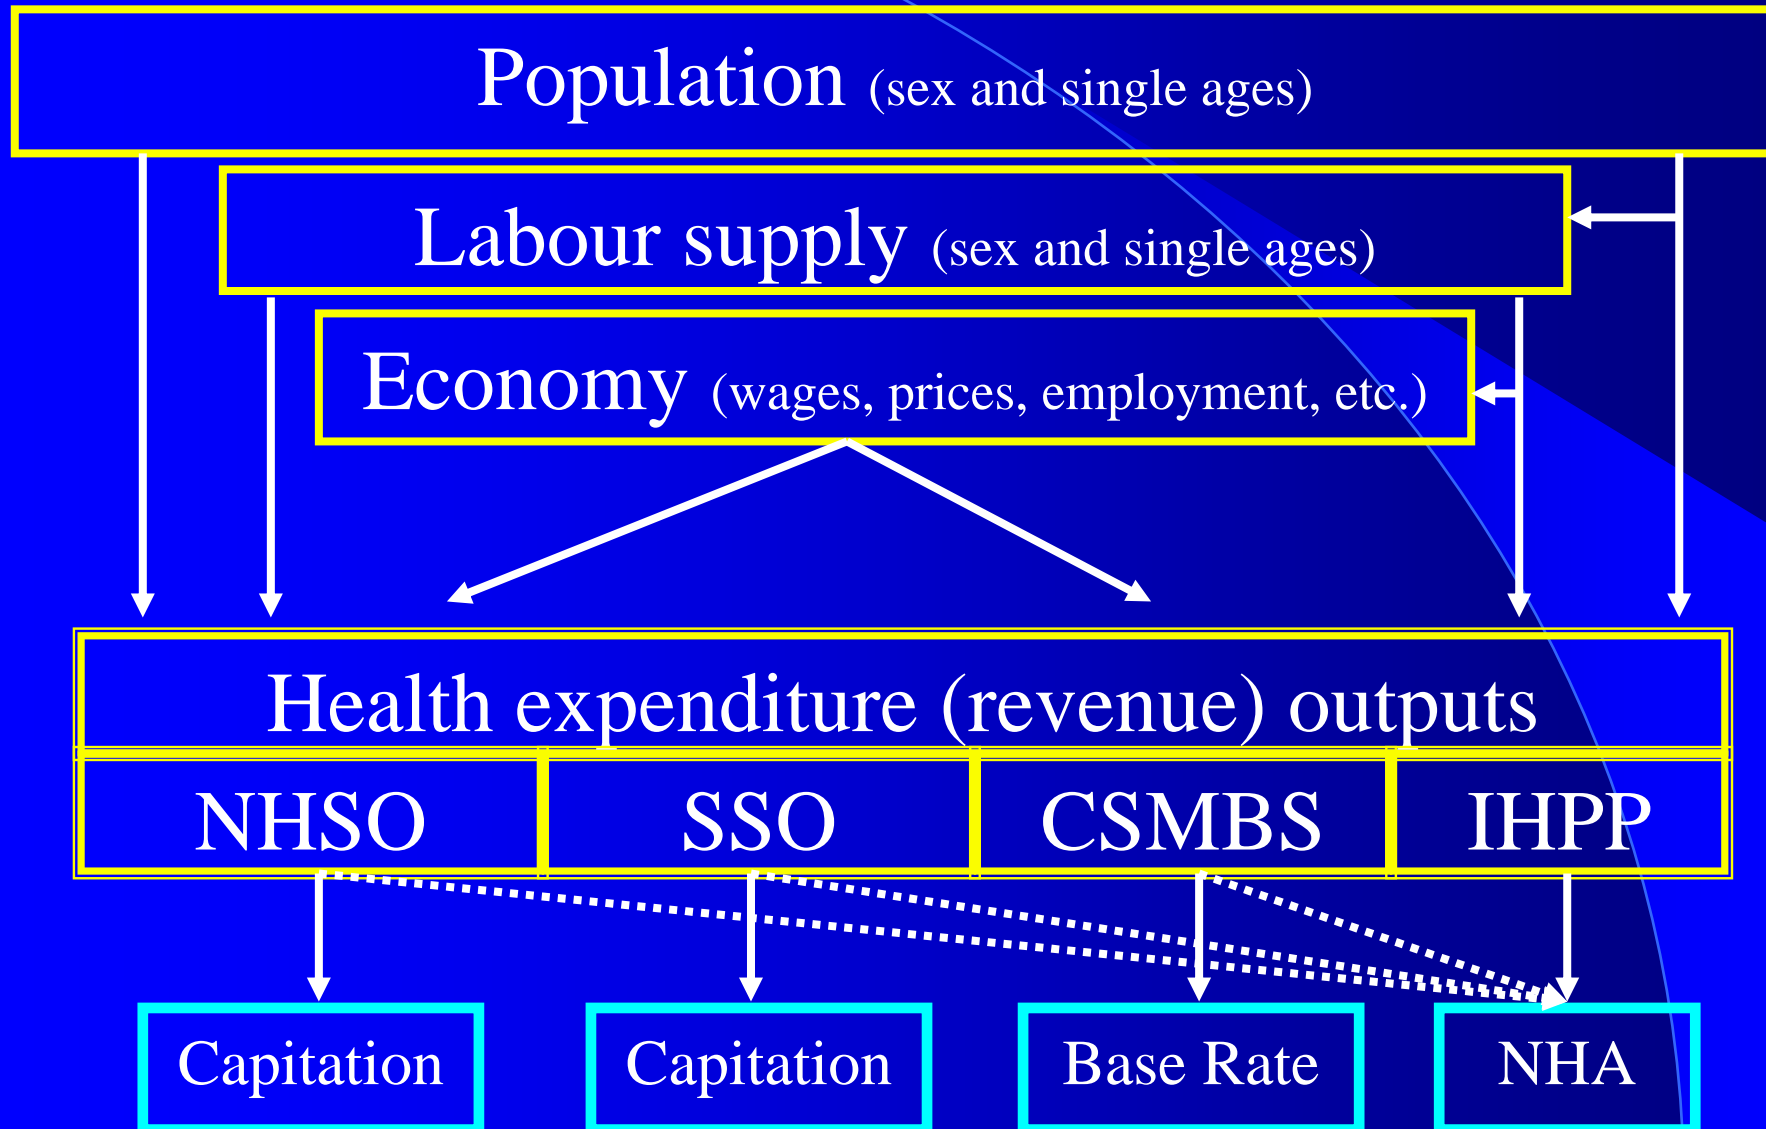 Population (sex and single ages)
Labour supply (sex and single ages)
Economy (wages, prices, employment, etc.)
Health expenditure (revenue) outputs
NHSO SSO CSMBS IHPP
Capitation Capitation Base Rate NHA